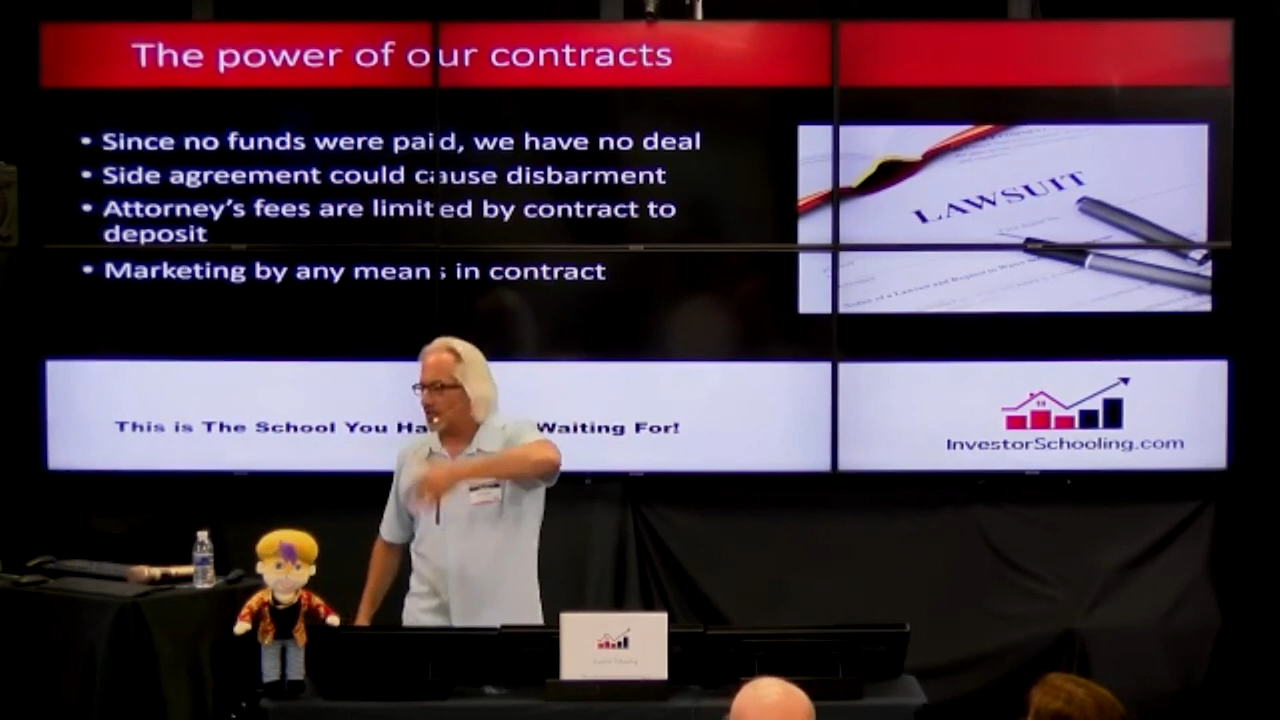 The power of our contracts
• Since no funds were paid, we have no deal
• Side agreement could cause disbarment
• Attorney's fees are limited by contract to
deposit
• Marketing by any means in contract
LAWSUIT
This is The School You Ha
Waiting For!
InvestorSchooling.com